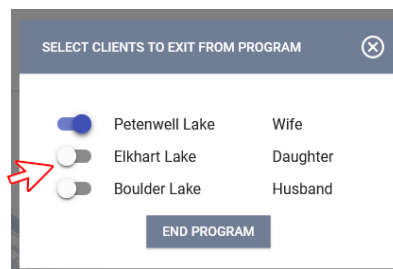 SELECT CLIENTS TO EXIT FROM PROGRAM
Petenwell Lake Wife
Elkhart Lake Daughter
Boulder Lake Husband
END PROGRAM